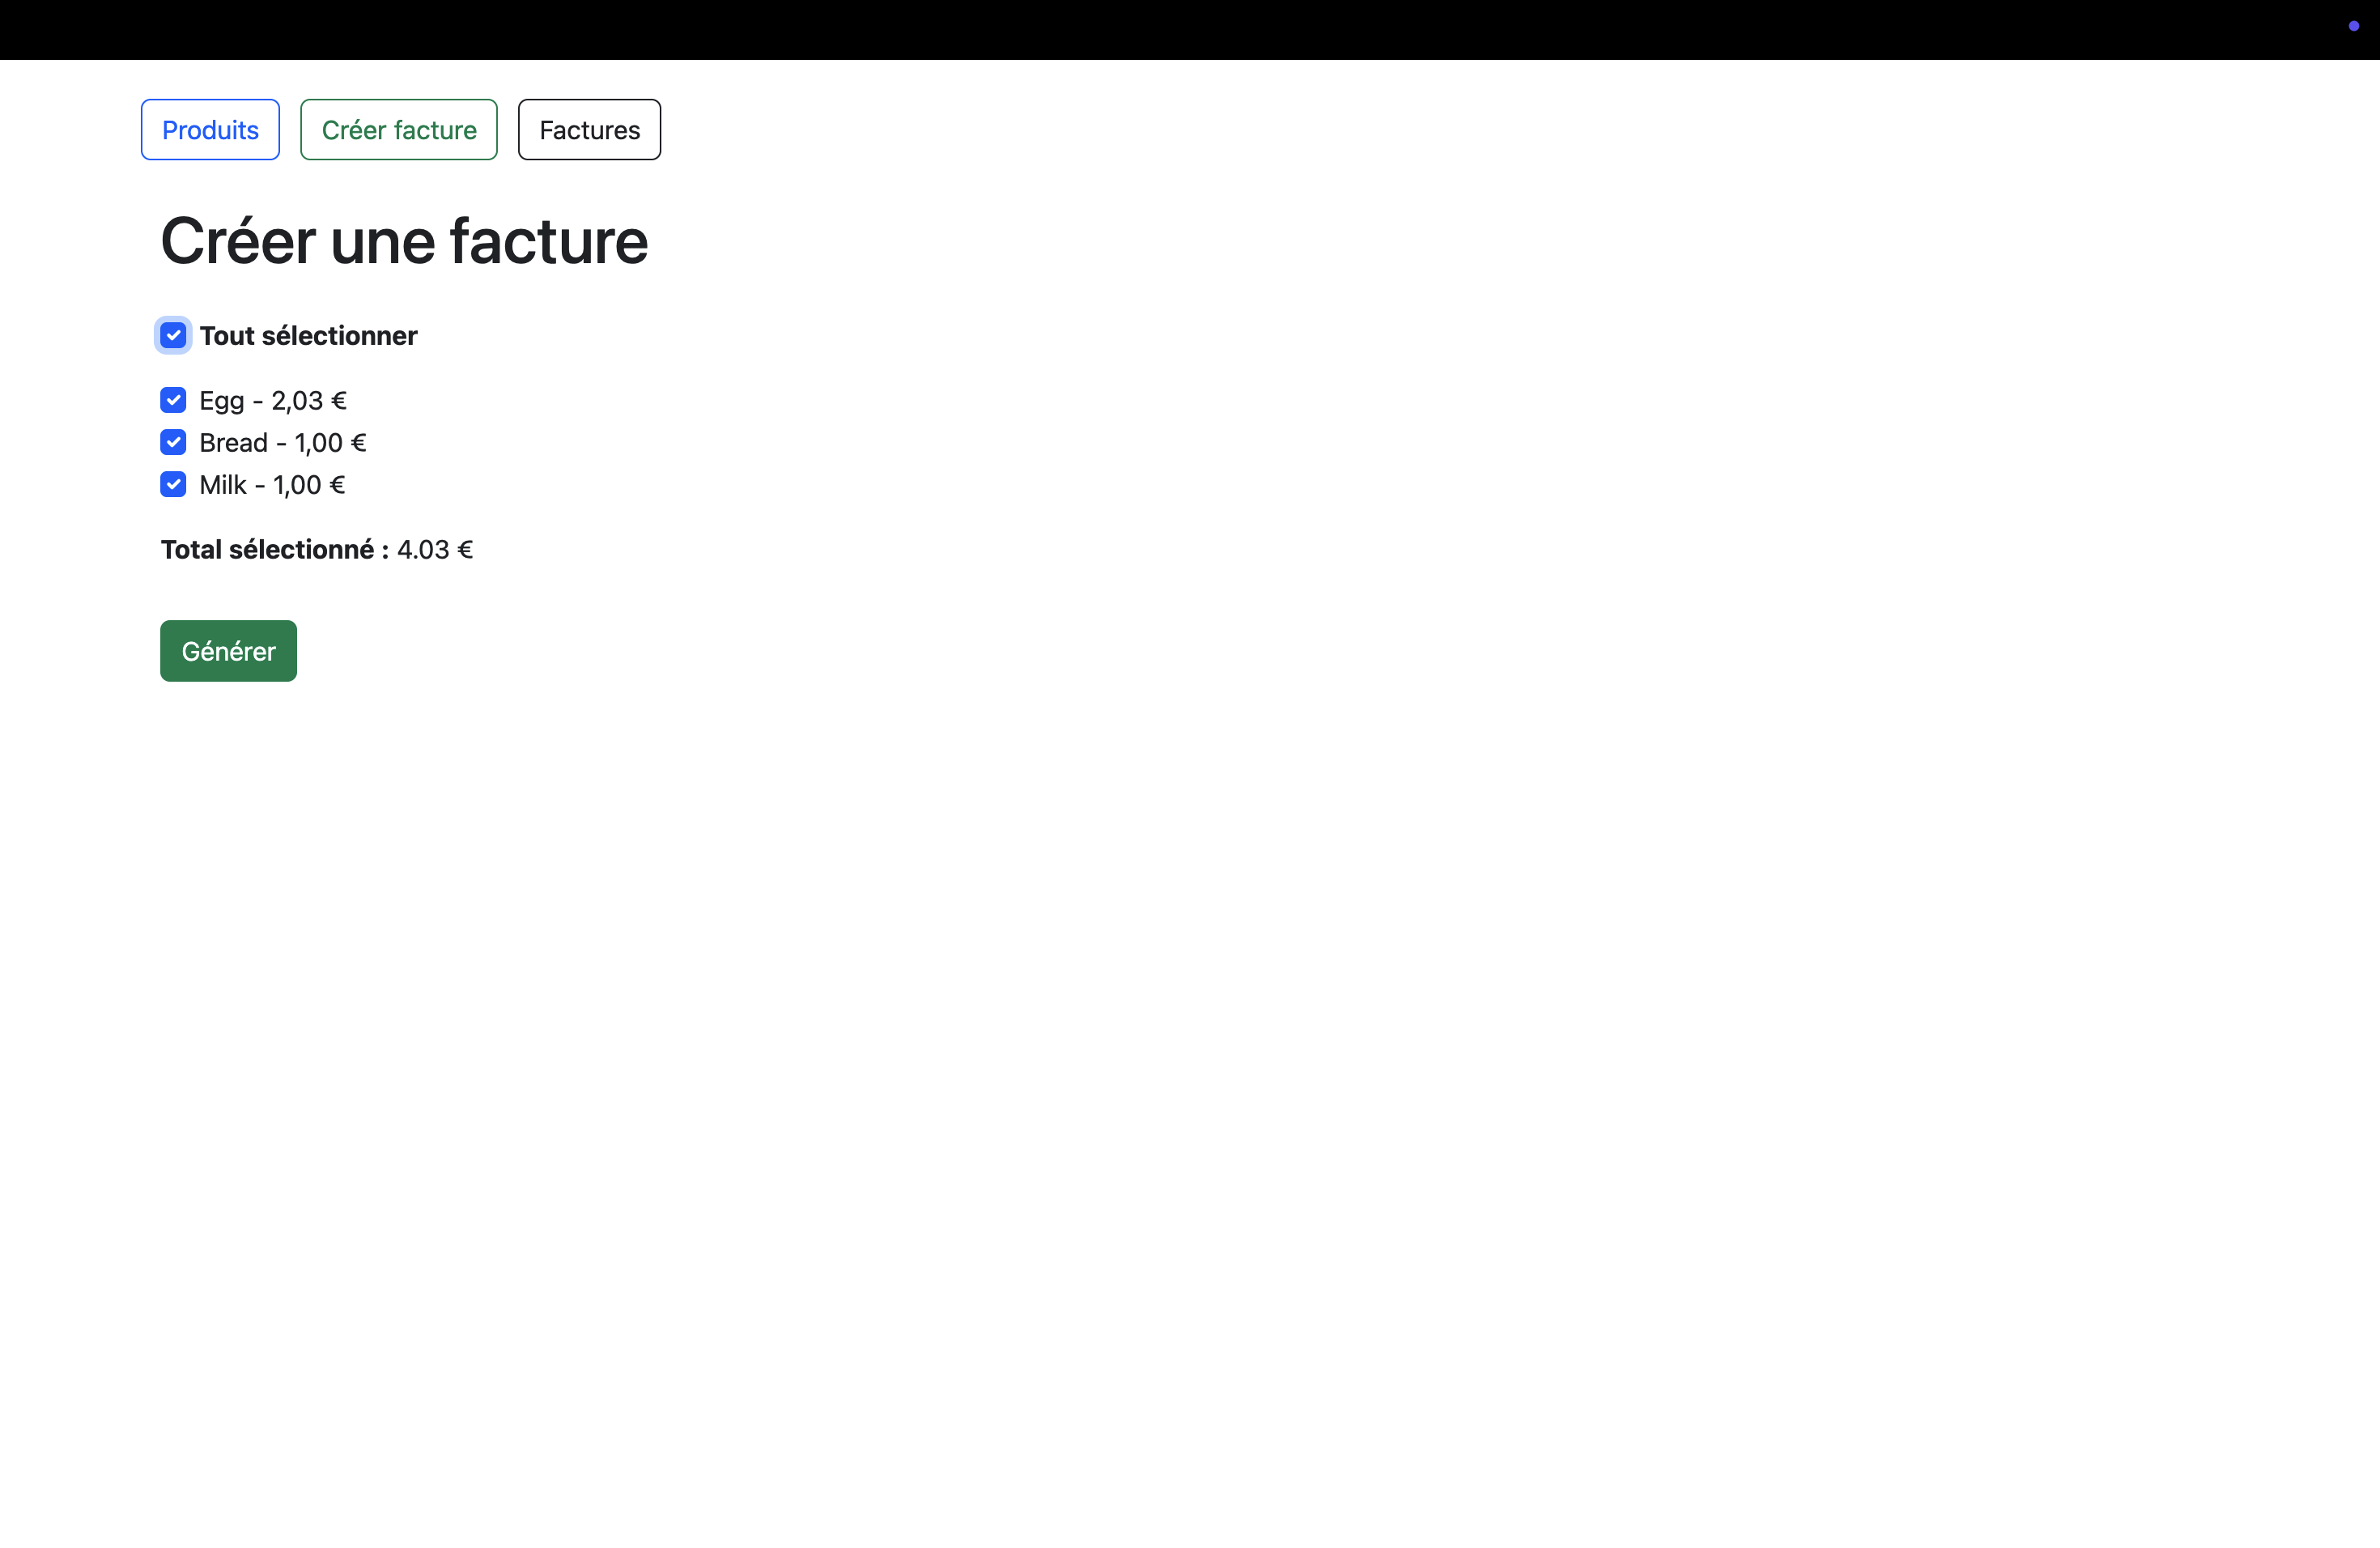 Produits Créer facture Factures
Créer une facture
Tout sélectionner
Egg - 2,03 €
Bread - 1,00 €
Milk - 1,00 €
Total sélectionné : 4.03 €
Générer